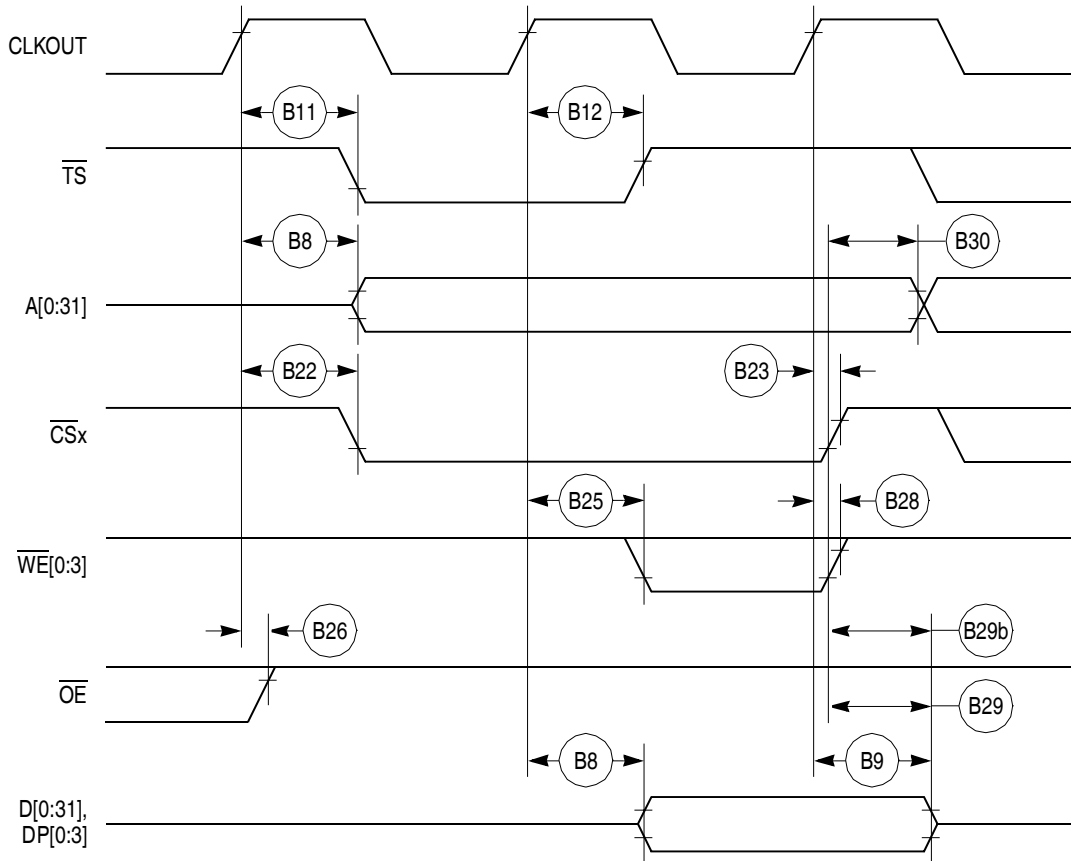 CLKOUT
B11
B12
TS
B8
B30
A[0:31]
B22
B23
CSx
B25
B28
WE[0:3]
B26
B29b
OE
B29
B8
B9
D[0:31],
DP[0:3]